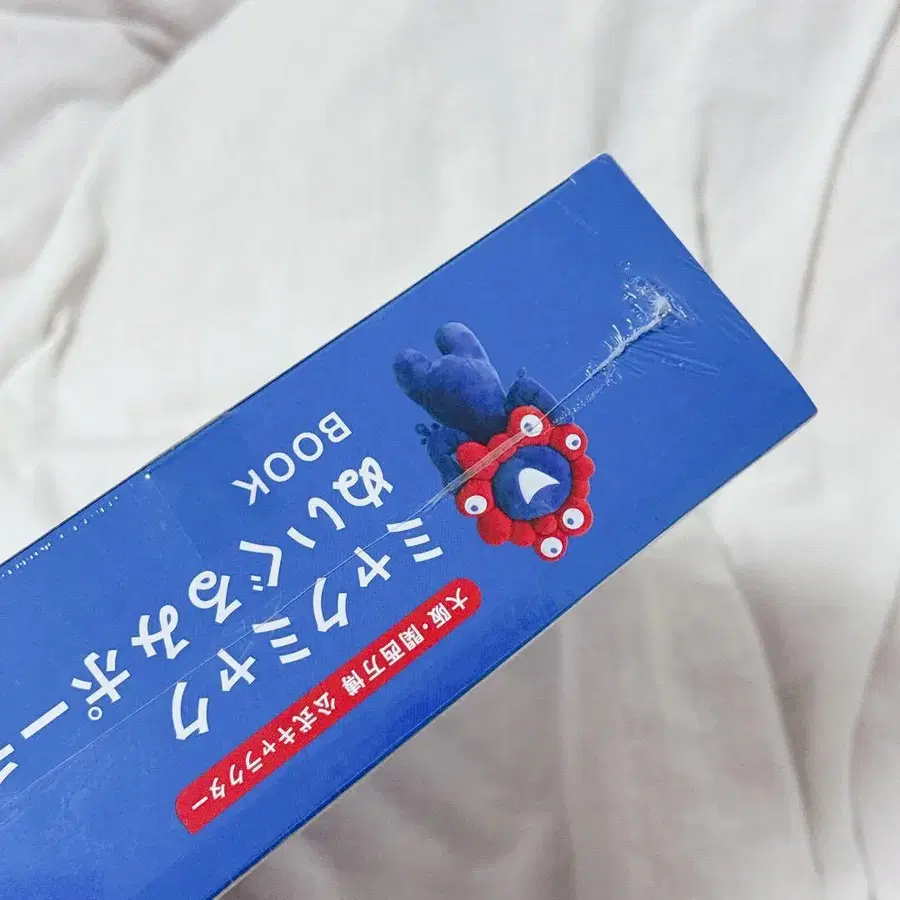 大阪・関西万博 公式キャラクター
ミャクミャク
ぬいぐるみポー
BOOK